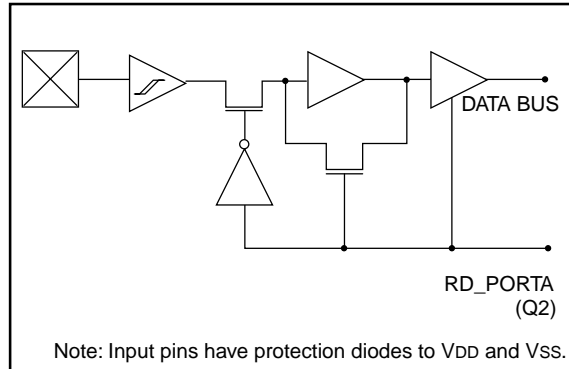 DATA BUS
RD_PORTA
(Q2)
Note: Input pins have protection diodes to VDD and VSS.